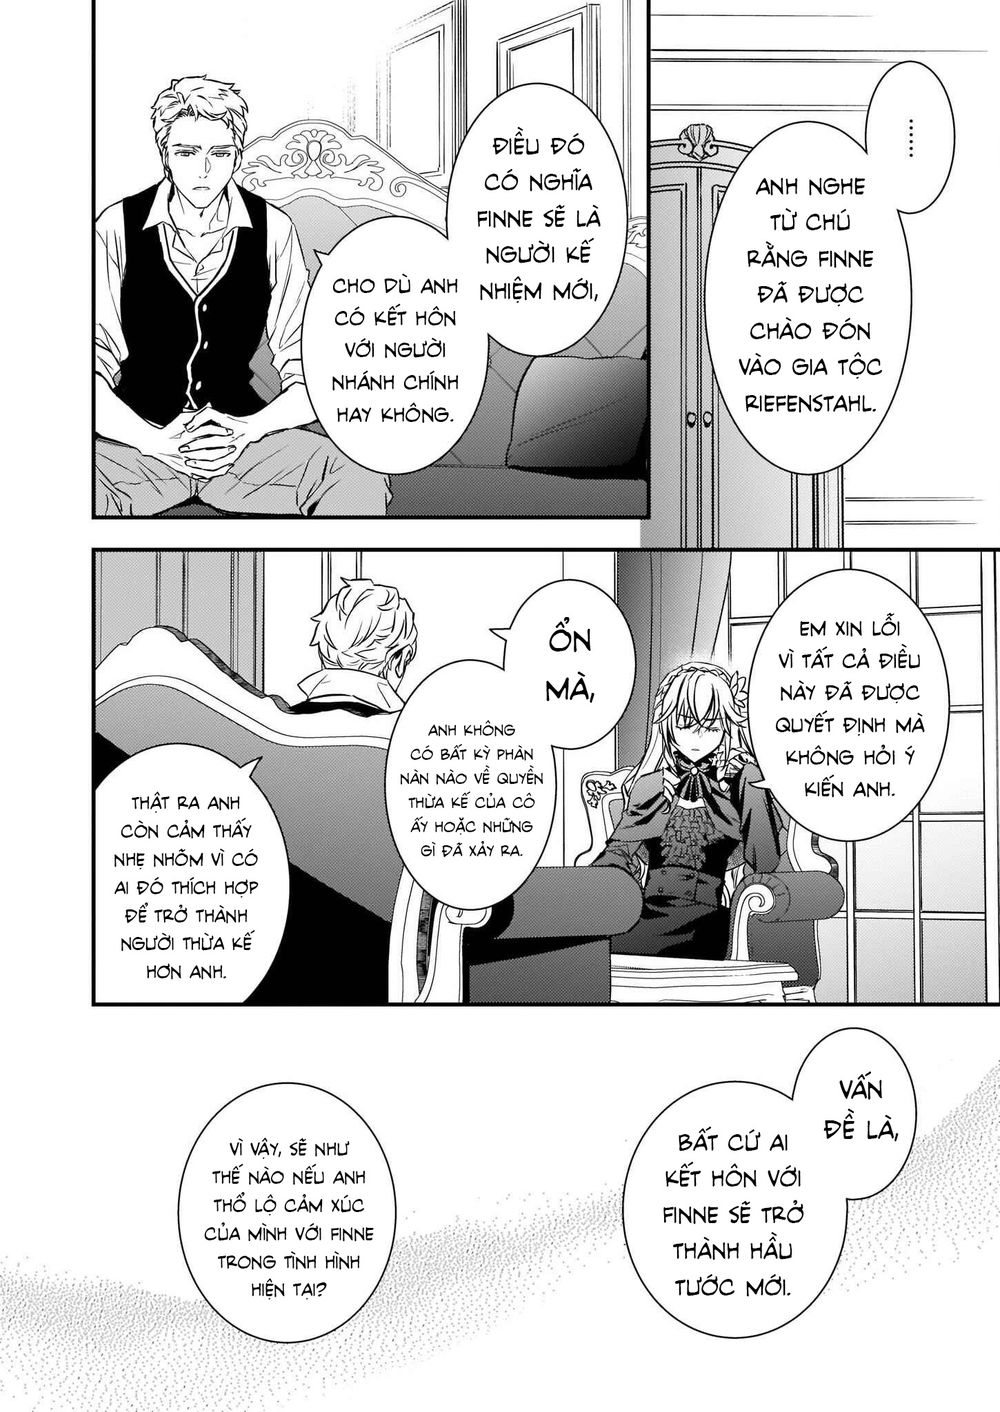 ......
ANH NGHE
TỪ CHÚ
RẰNG FINNE
ĐÃ ĐƯỢC
CHÀO ĐÓN
VÀO GIA TỘC
RIEFENSTAHL.
ĐIỀU ĐÓ
CÓ NGHĨA
FINNE SẼ LÀ
NGƯỜI KẾ
NHIỆM MỚI,
CHO DÙ ANH
CÓ KẾT HÔN
VỚI NGƯỜI
NHÁNH CHÍNH
HAY KHÔNG.
EM XIN LỖI
VÌ TẤT CẢ ĐIỀU
NÀY ĐÃ ĐƯỢC
QUYẾT ĐỊNH MÀ
KHÔNG HỎI Ý
KIẾN ANH.
ỔN
MÀ,
ANH KHÔNG
CÓ BẤT KỲ PHÀN
NÀN NÀO VỀ QUYỀN
THỪA KẾ CỦA CÔ
ẤY HOẶC NHỮNG
GÌ ĐÃ XẢY RA.
THẬT RA ANH
CÒN CẢM THẤY
NHẸ NHÕM VÌ CÓ
AI ĐÓ THÍCH HỢP
ĐỂ TRỞ THÀNH
NGƯỜI THỪA KẾ
HƠN ANH.
VẤN
ĐỀ LÀ,
BẤT CỨ AI
KẾT HÔN VỚI
FINNE SẼ TRỞ
THÀNH HẦU
TƯỚC MỚI.
VÌ VẬY, SẼ NHƯ
THẾ NÀO NẾU ANH
THỔ LỘ CẢM XÚC
CỦA MÌNH VỚI FINNE
TRONG TÌNH HÌNH
HIỆN TẠI?